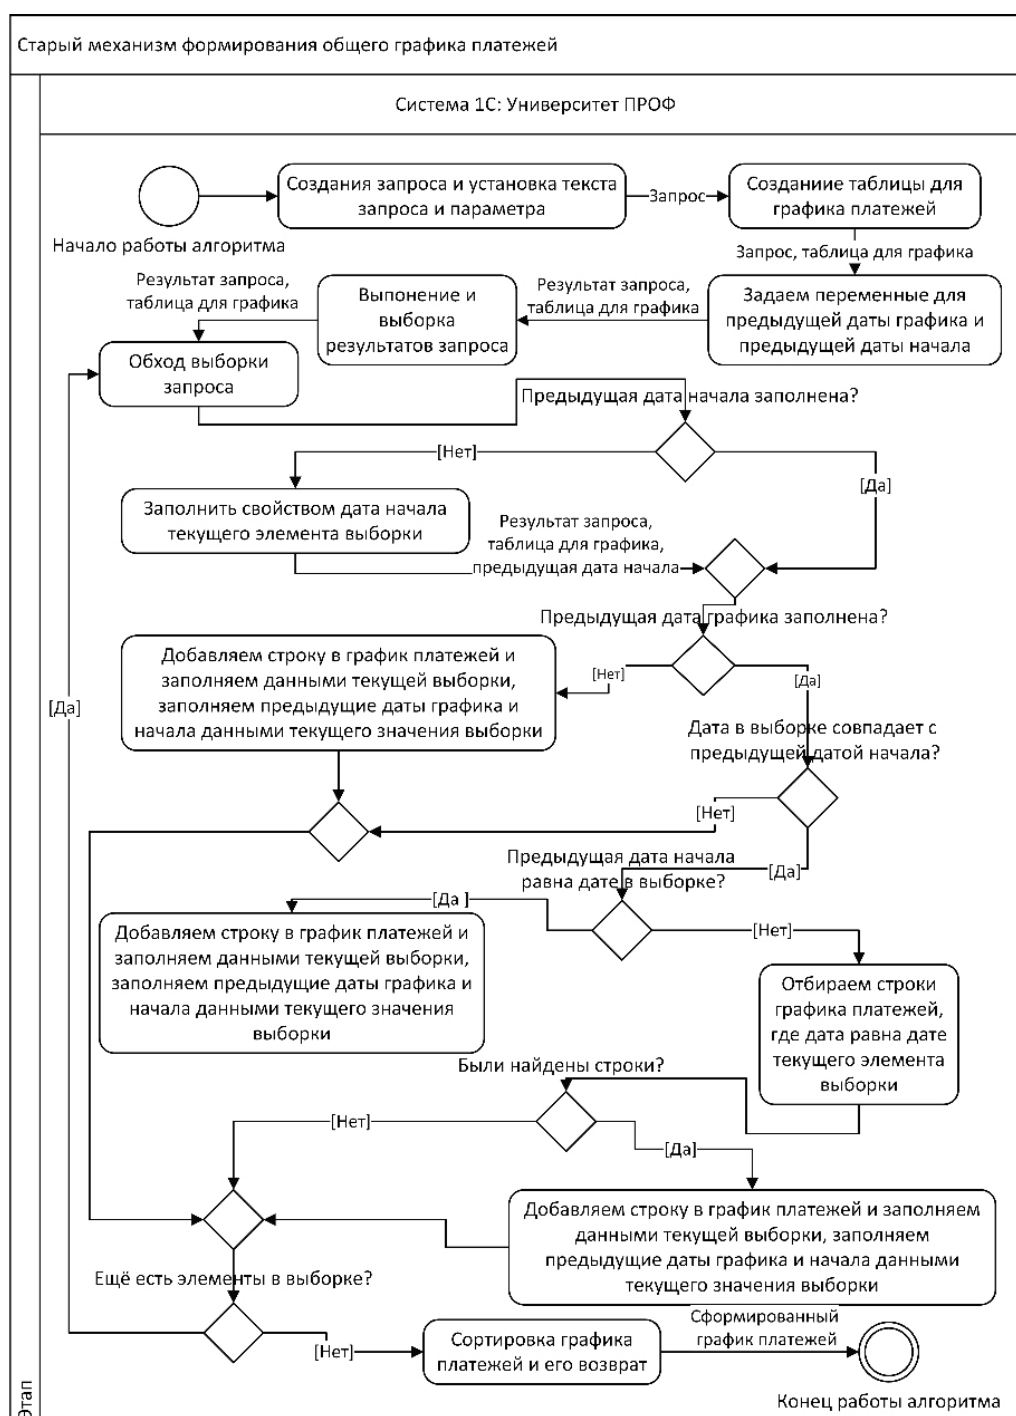 Старый механизм формирования общего графика платежей
Система 1С: Университет ПРОФ
Создания запроса и установка текста
запроса и параметра
Запрос
Созданиие таблицы для
графика платежей
Начало работы алгоритма
Запрос, таблица для графика
Задаем переменные для
предыдущей даты графика и
предыдущей даты начала
Результат запроса,
таблица для графика
Выпонение и
выборка
результатов запроса
Результат запроса,
таблица для графика
Обход выборки
запроса
Предыдущая дата начала заполнена?
[Нет]
[Да]
Заполнить свойством дата начала
текущего элемента выборки
Результат запроса,
таблица для графика,
предыдущая дата начала
Предыдущая дата графика заполнена?
[Нет]
[Да]
Добавляем строку в график платежей и
заполняем данными текущей выборки,
заполняем предыдущие даты графика и
начала данными текущего значения выборки
[Да]
Дата в выборке совпадает с
предыдущей датой начала?
[Нет]
[Да]
Предыдущая дата начала
равна дате в выборке?
[Да ]
[Нет]
Добавляем строку в график платежей и
заполняем данными текущей выборки,
заполняем предыдущие даты графика и
начала данными текущего значения
выборки
Отбираем строки
графика платежей,
где дата равна дате
текущего элемента
выборки
Были найдены строки?
[Нет]
[Да]
Добавляем строку в график платежей и заполняем
данными текущей выборки, заполняем
предыдущие даты графика и начала данными
текущего значения выборки
Ещё есть элементы в выборке?
[Нет]
Сортировка графика
платежей и его возврат
Сформированный
график платежей
Конец работы алгоритма
Этап